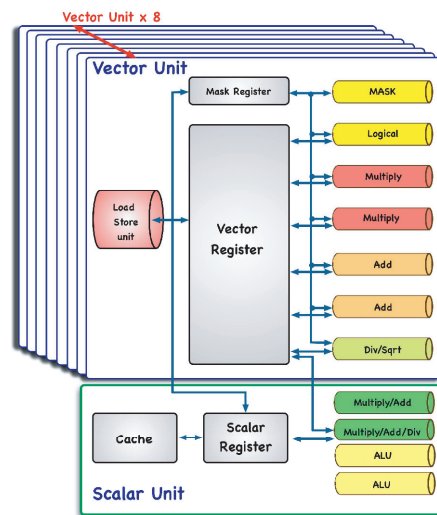 Vector Unit x 8
Vector Unit
Mask Register
MASK
Logical
Multiply
Load
Store
unit
Vector
Register
Multiply
Add
Add
Div/Sqrt
Multiply/Add
Cache
Scalar
Register
Multiply/Add/Div
ALU
ALU
Scalar Unit